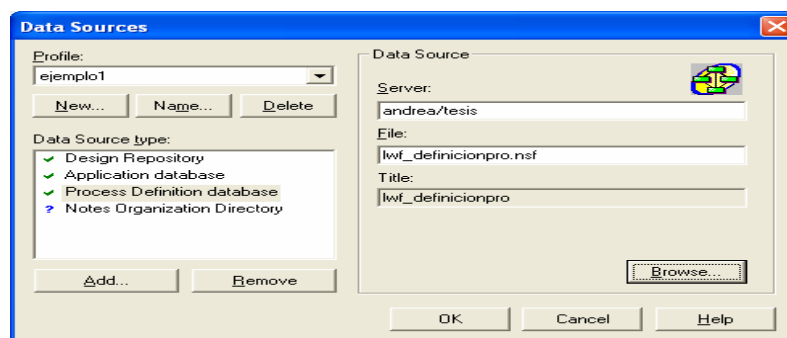 Data Sources
Profile:
ejemplo1
New...
Name...
Delete
Data Source type:
Design Repository
Application database
Process Definition database
? Notes Organization Directory
Add...
Remove
Data Source
Server:
andrea/tesis
File:
lwf_definicionpro.nsf
Title:
lwf_definicionpro
Browse...
OK
Cancel
Help